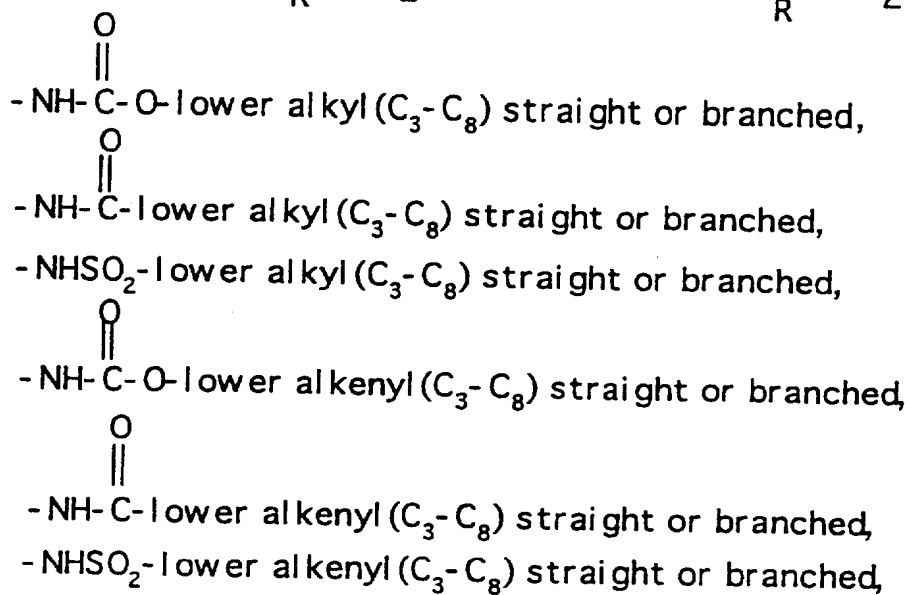 R R
O
||
-NH-C-O-lower alkyl(C₃-C₈) straight or branched,
O
||
-NH-C-lower alkyl(C₃-C₈) straight or branched,
-NHSO₂-lower alkyl(C₃-C₈) straight or branched,
O
||
-NH-C-O-lower alkenyl(C₃-C₈) straight or branched,
O
||
-NH-C-lower alkenyl(C₃-C₈) straight or branched,
-NHSO₂-lower alkenyl(C₃-C₈) straight or branched,